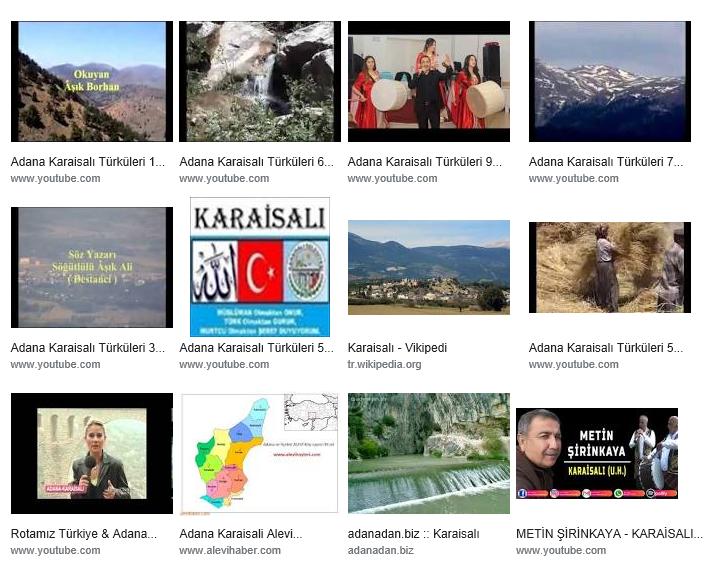 Okuyan
Âşık Borhan
Adana Karaisalı Türküleri 1...
www.youtube.com
Adana Karaisalı Türküleri 6...
www.youtube.com
Adana Karaisalı Türküleri 9...
www.youtube.com
Adana Karaisalı Türküleri 7...
www.youtube.com
Söz Yazarı
Söğütlülü Âşık Ali
( Destancı )
Adana Karaisalı Türküleri 3...
www.youtube.com
KARAİSALI
الله
MÜSLÜMAN Olmaktan ONUR,
TÜRK Olmaktan GURUR,
Olmaktan ŞEREF DUYUYORUM.
Adana Karaisalı Türküleri 5...
www.youtube.com
Karaisalı - Vikipedi
tr.wikipedia.org
Adana Karaisalı Türküleri 5...
www.youtube.com
ADANA-KARAİSALI
Rotamız Türkiye & Adana...
www.youtube.com
www.alevihaber.com
Adana Karaisali Alevi...
www.alevihaber.com
adanadan.biz :: Karaisalı
adanadan.biz
METİN
ŞİRİNKAYA
KARAİSALI (U.H.)
METİN ŞİRİNKAYA - KARAİSALI...
www.youtube.com